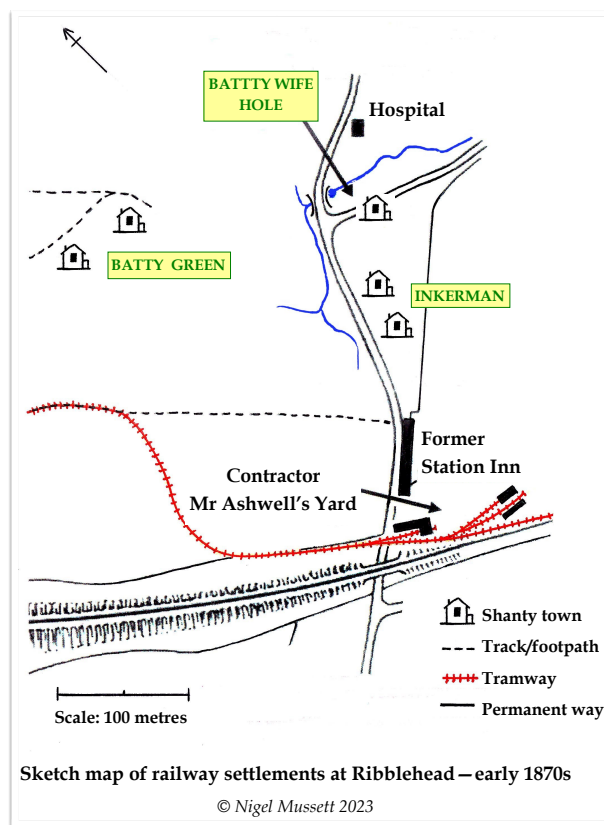 BATTTY WIFE
HOLE
Hospital
BATTY GREEN
INKERMAN
Former
Station Inn
Contractor
Mr Ashwell's Yard
Shanty town
Track/footpath
Tramway
Permanent way
Scale: 100 metres
Sketch map of railway settlements at Ribblehead – early 1870s
© Nigel Mussett 2023